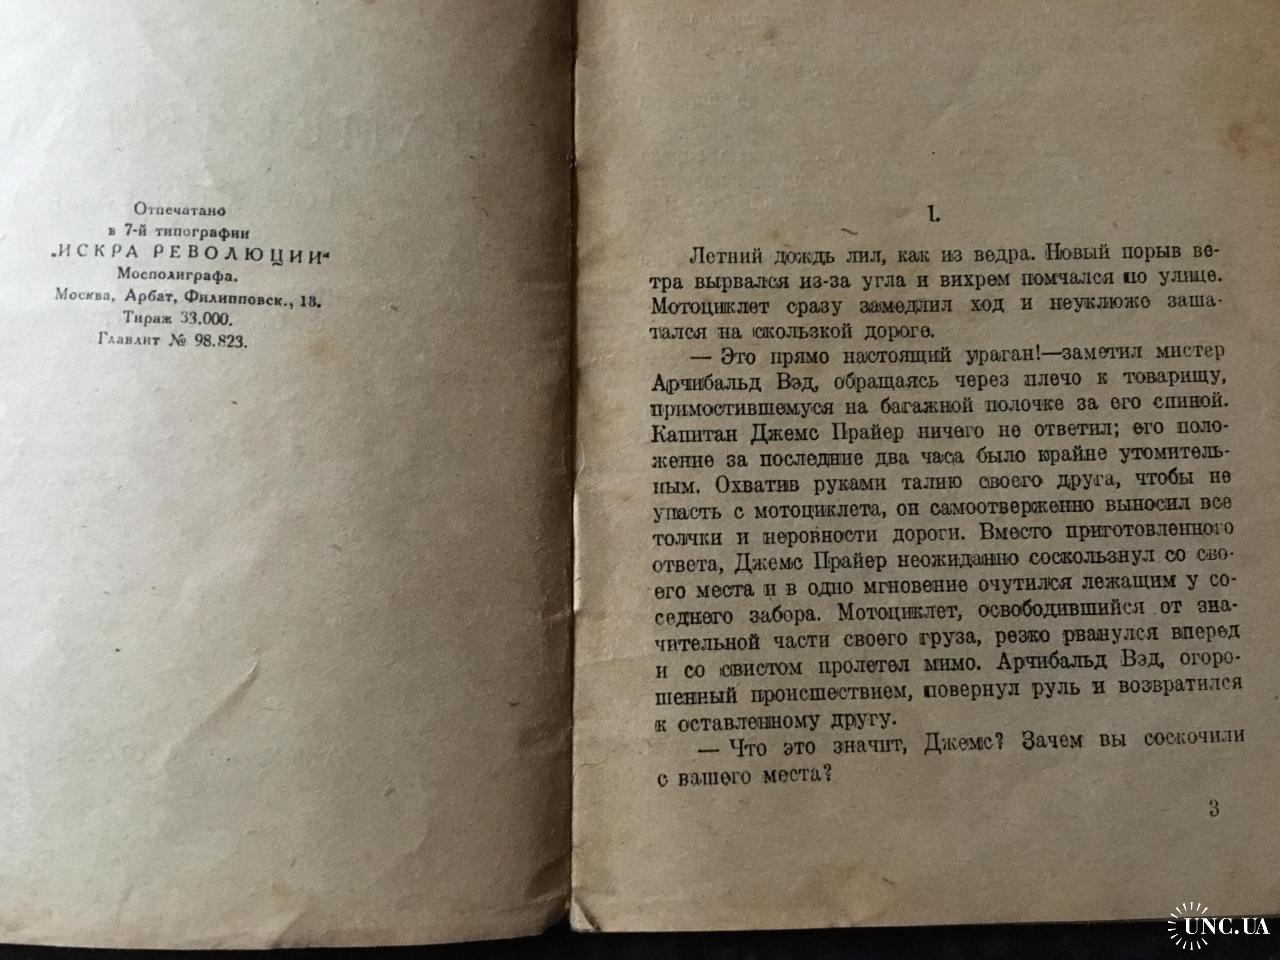 Отпечатано
в 7-й типографии
„ИСКРА РЕВОЛЮЦИИ“
Мосполиграфа.
Москва, Арбат, Филипповск., 13.
Тираж 33.000.
Главлит № 98.823.
1.
Летний дождь лил, как из ведра. Новый порыв ве-
тра вырвался из-за угла и вихрем помчался по улице.
Мотоциклет сразу замедлил ход и неуклюже заша-
тался на скользкой дороге.
— Это прямо настоящий ураган!—заметил мистер
Арчибальд Вэд, обращаясь через плечо к товарищу,
примостившемуся на багажной полочке за его спиной.
Капитан Джемс Прайер ничего не ответил; его поло-
жение за последние два часа было крайне утомитель-
ным. Охватив руками талию своего друга, чтобы не
упасть с мотоциклета, он самоотверженно выносил все
толчки и неровности дороги. Вместо приготовленного
ответа, Джемс Прайер неожиданно соскользнул со сво-
его места и в одно мгновение очутился лежащим у со-
седнего забора. Мотоциклет, освободившийся от зна-
чительной части своего груза, резко рванулся вперед
и со свистом пролетел мимо. Арчибальд Вэд, огоро-
шенный происшествием, повернул руль и возвратился
к оставленному другу.
— Что это значит, Джемс? Зачем вы соскочили
с вашего места?
3
UNC.UA